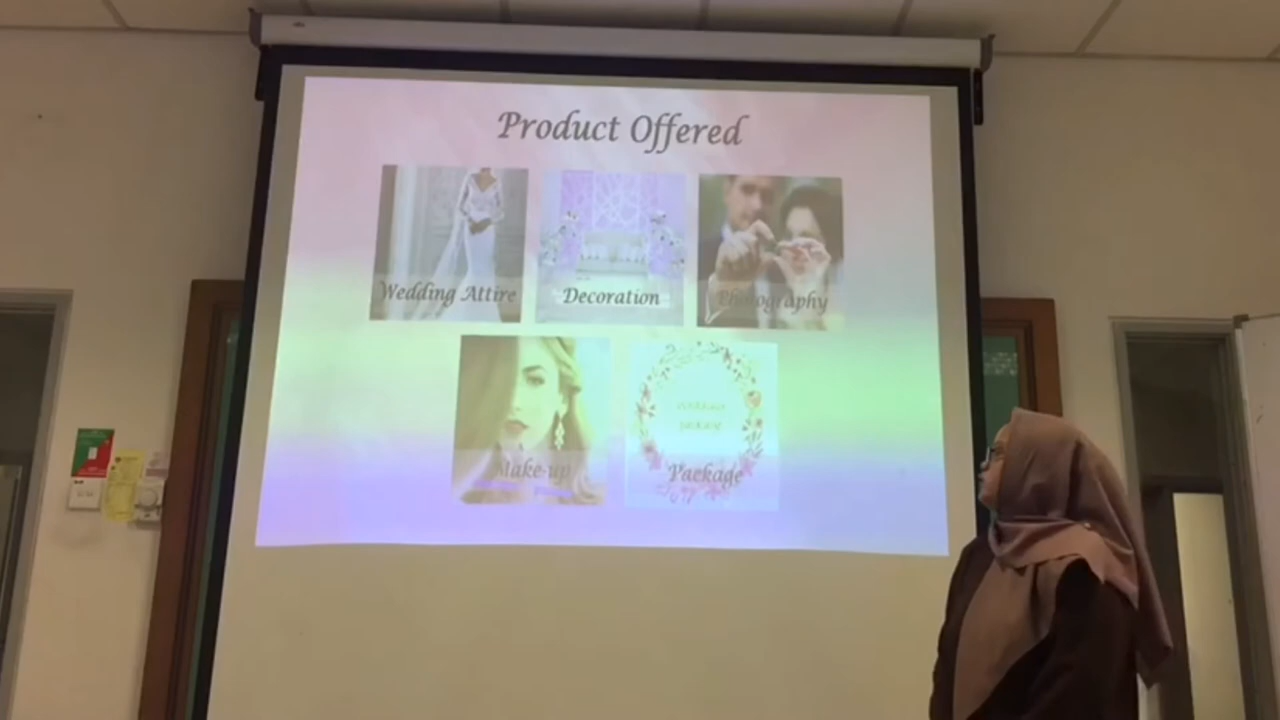 Product Offered
Wedding Attire
Decoration
Photography
Make-up
Package